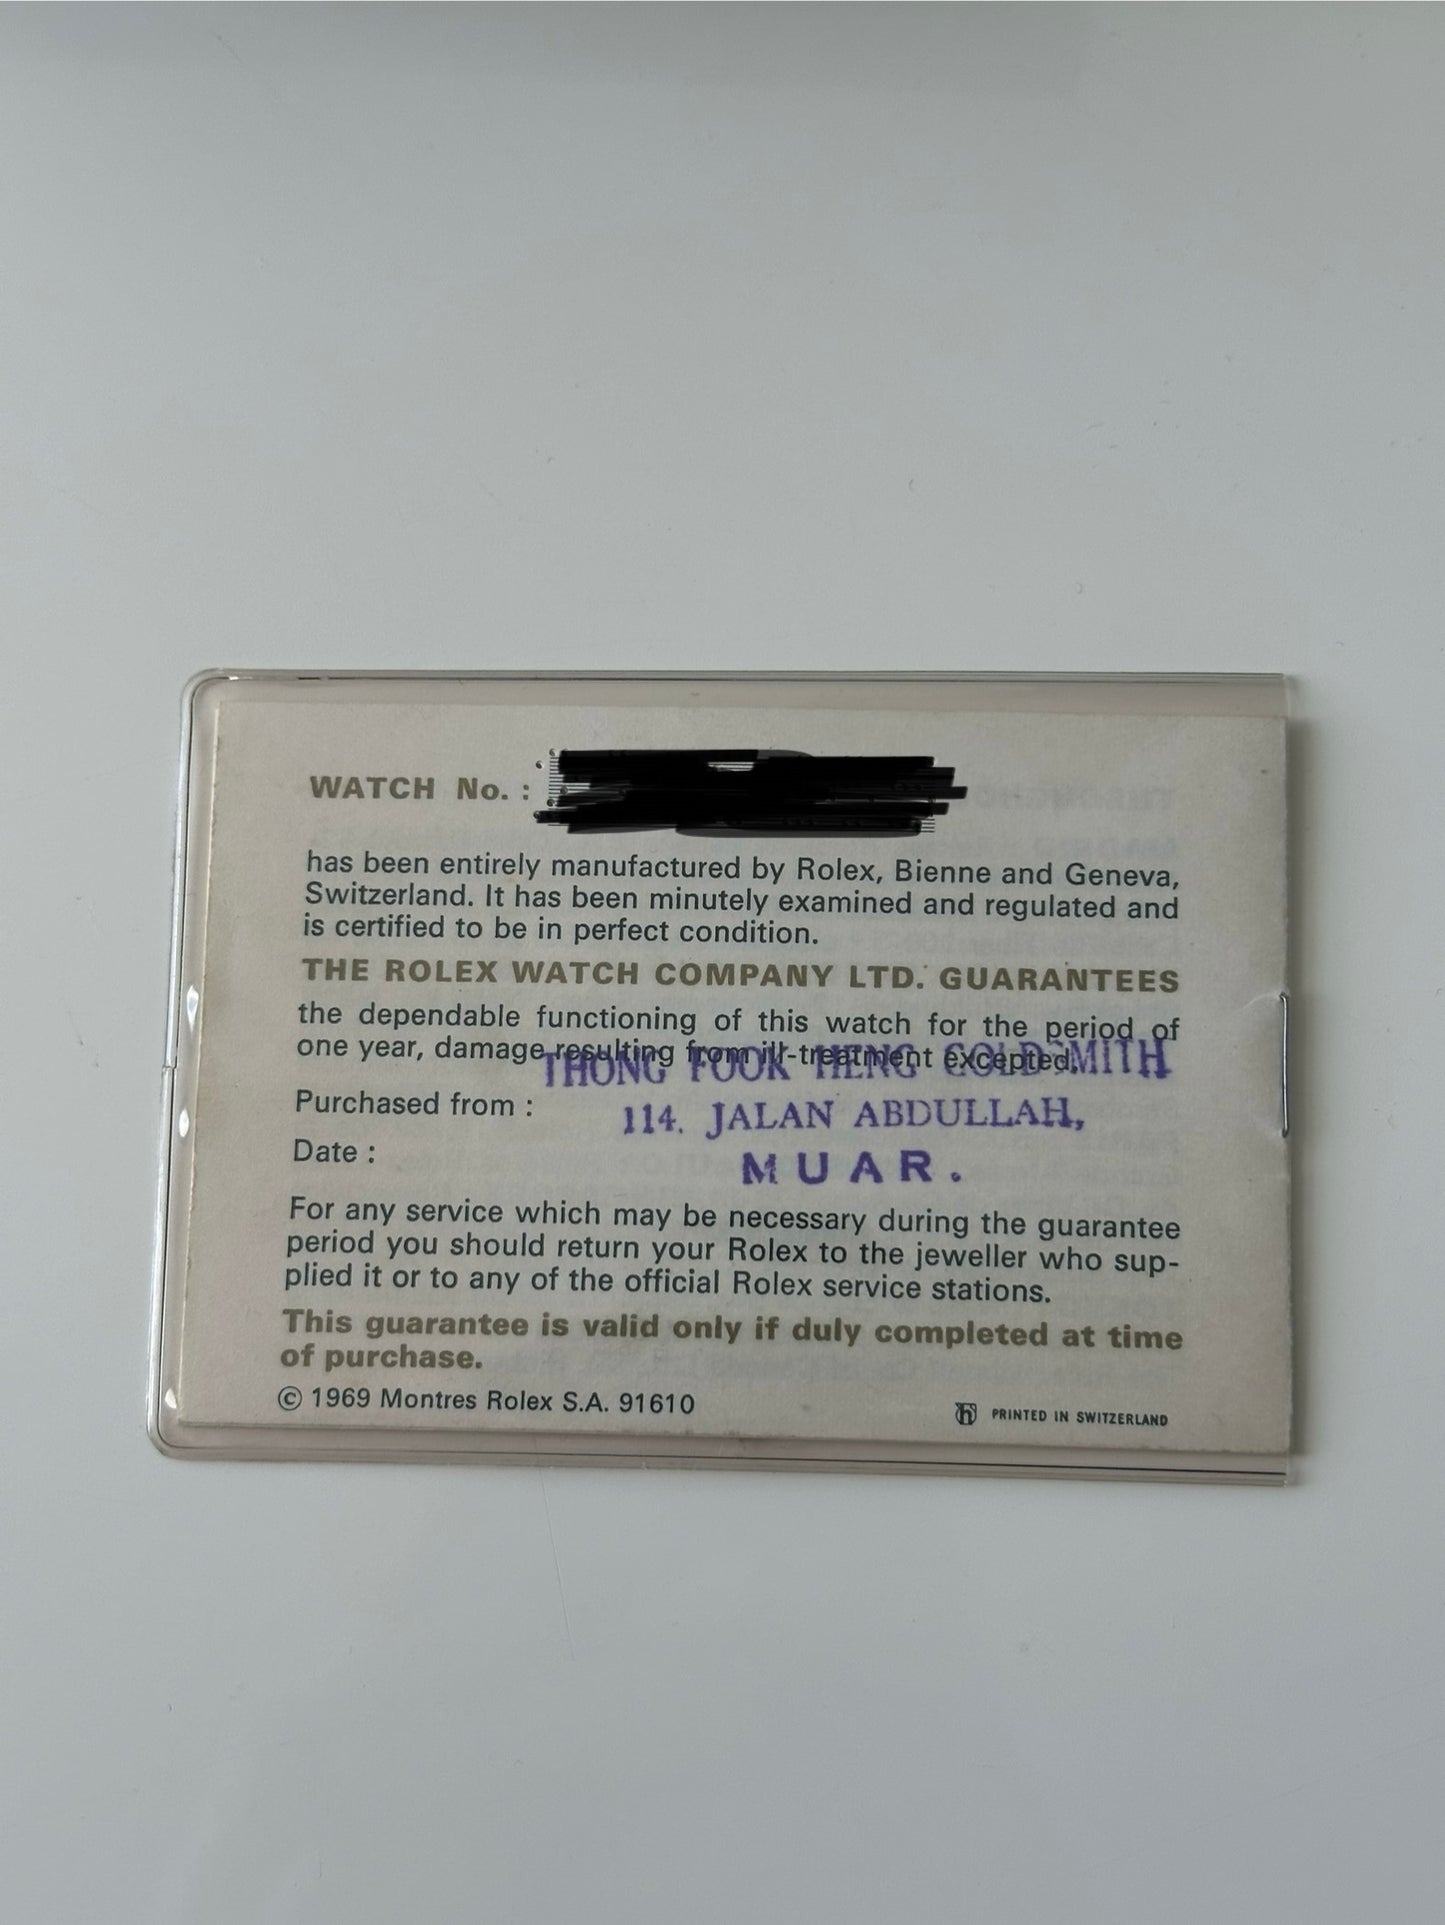 WATCH No. :
has been entirely manufactured by Rolex, Bienne and Geneva,
Switzerland. It has been minutely examined and regulated and
is certified to be in perfect condition.
THE ROLEX WATCH COMPANY LTD. GUARANTEES
the dependable functioning of this watch for the period of
one year, damage resulting from ill-treatment excepted.
THONG FOOK HENG GOLDSMITH
Purchased from : 114. JALAN ABDULLAH,
Date : MUAR.
For any service which may be necessary during the guarantee
period you should return your Rolex to the jeweller who sup-
plied it or to any of the official Rolex service stations.
This guarantee is valid only if duly completed at time
of purchase.
© 1969 Montres Rolex S.A. 91610 PRINTED IN SWITZERLAND